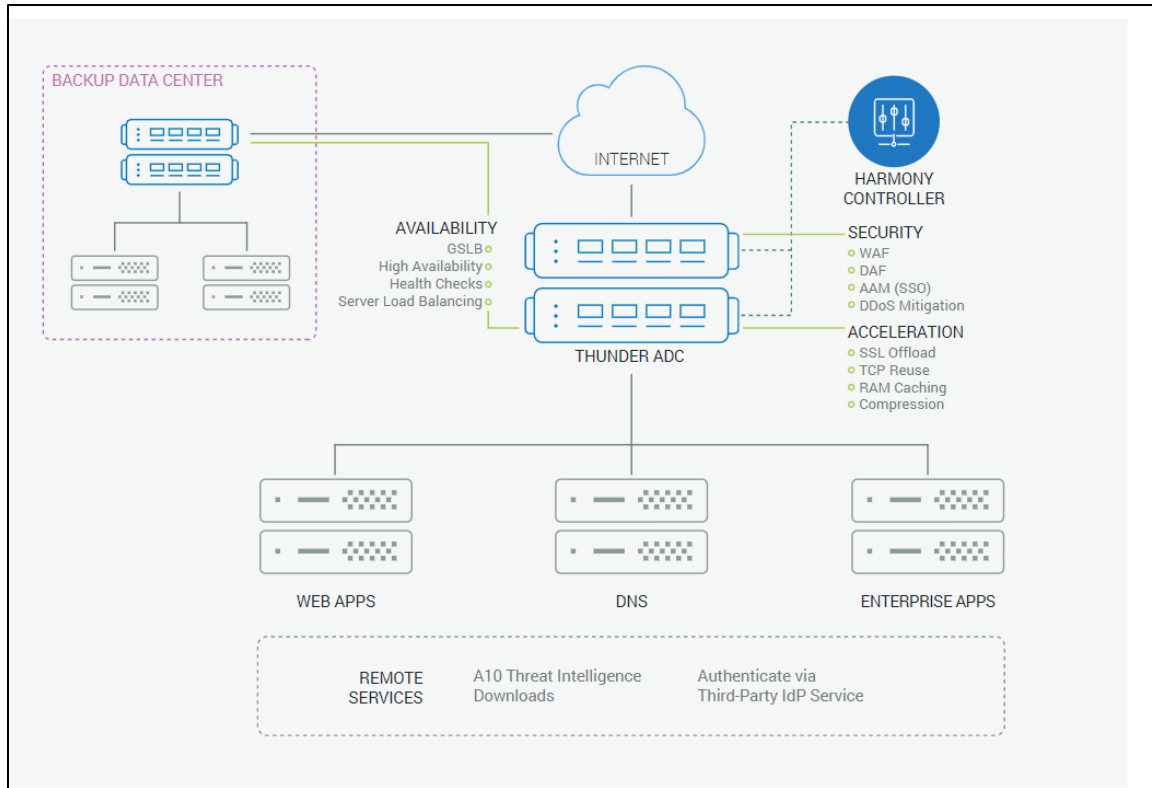 BACKUP DATA CENTER
INTERNET
HARMONY
CONTROLLER
AVAILABILITY
GSLB
High Availability
Health Checks
Server Load Balancing
SECURITY
WAF
DAF
AAM (SSO)
DDoS Mitigation
THUNDER ADC
ACCELERATION
SSL Offload
TCP Reuse
RAM Caching
Compression
WEB APPS
DNS
ENTERPRISE APPS
REMOTE
SERVICES
A10 Threat Intelligence
Downloads
Authenticate via
Third-Party IdP Service